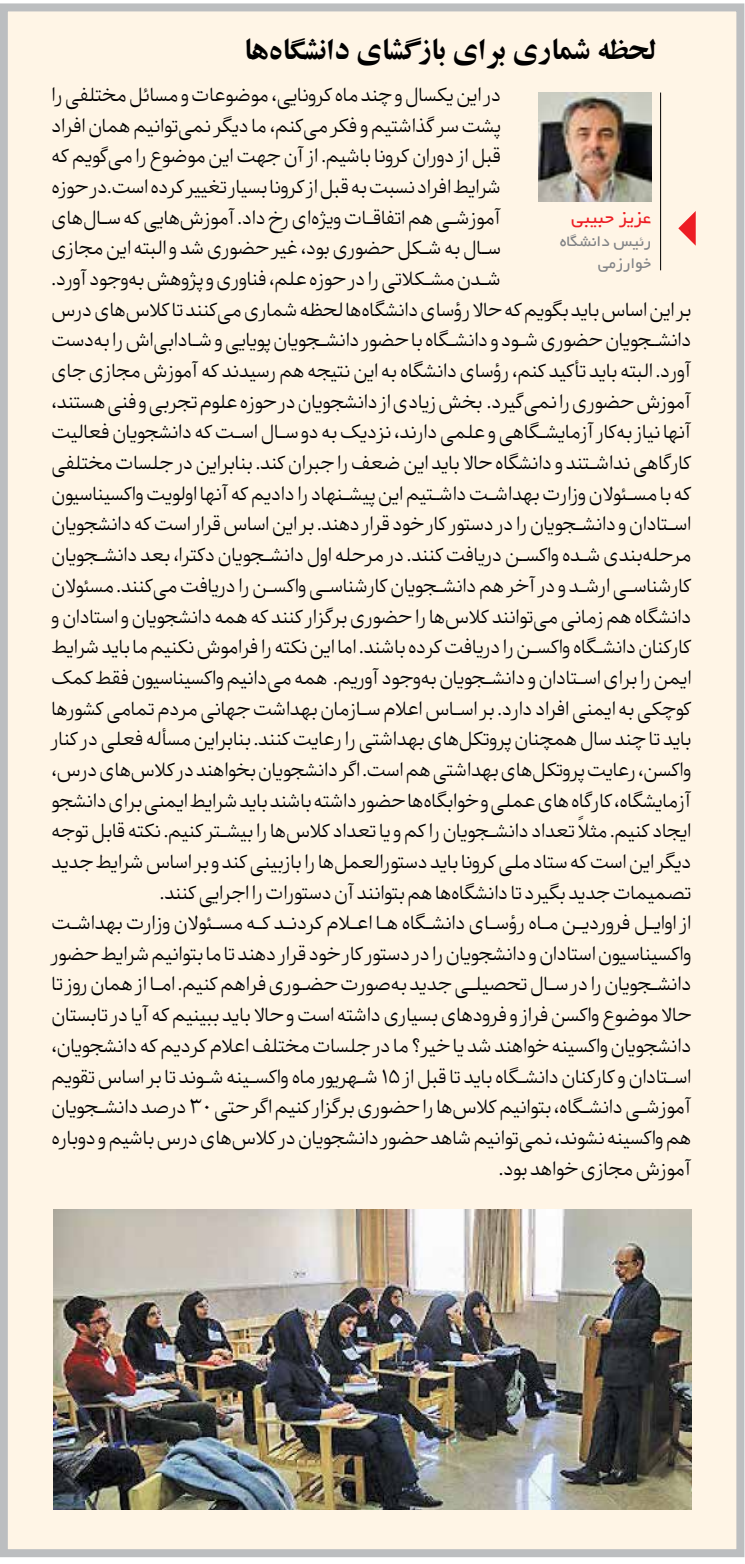 لحظه شماری برای بازگشای دانشگاه‌ها
عزیز حبیبی
رئیس دانشگاه
خوارزمی
در این یکسال و چند ماه کرونایی، موضوعات و مسائل مختلفی را
پشت سر گذاشتیم و فکر می‌کنم، ما دیگر نمی‌توانیم همان افراد
قبل از دوران کرونا باشیم. از آن جهت این موضوع را می‌گویم که
شرایط افراد نسبت به قبل از کرونا بسیار تغییر کرده است.در حوزه
آموزشی هم اتفاقات ویژه‌ای رخ داد. آموزش‌هایی که سال‌های
سال به شکل حضوری بود، غیر حضوری شد و البته این مجازی
شدن مشکلاتی را در حوزه علم، فناوری و پژوهش به‌وجود آورد.
بر این اساس باید بگویم که حالا رؤسای دانشگاه‌ها لحظه شماری می‌کنند تا کلاس‌های درس
دانشجویان حضوری شود و دانشگاه با حضور دانشجویان پویایی و شادابی‌اش را به‌دست
آورد. البته باید تأکید کنم، رؤسای دانشگاه به این نتیجه هم رسیدند که آموزش مجازی جای
آموزش حضوری را نمی‌گیرد. بخش زیادی از دانشجویان در حوزه علوم تجربی و فنی هستند،
آنها نیاز به‌کار آزمایشگاهی و علمی دارند، نزدیک به دو سال است که دانشجویان فعالیت
کارگاهی نداشتند و دانشگاه حالا باید این ضعف را جبران کند. بنابراین در جلسات مختلفی
که با مسئولان وزارت بهداشت داشتیم این پیشنهاد را دادیم که آنها اولویت واکسیناسیون
استادان و دانشجویان را در دستور کار خود قرار دهند. بر این اساس قرار است که دانشجویان
مرحله‌بندی شده واکسن دریافت کنند. در مرحله اول دانشجویان دکترا، بعد دانشجویان
کارشناسی ارشد و در آخر هم دانشجویان کارشناسی واکسن را دریافت می‌کنند. مسئولان
دانشگاه هم زمانی می‌توانند کلاس‌ها را حضوری برگزار کنند که همه دانشجویان و استادان و
کارکنان دانشگاه واکسن را دریافت کرده باشند. اما این نکته را فراموش نکنیم ما باید شرایط
ایمن را برای استادان و دانشجویان به‌وجود آوریم. همه می‌دانیم واکسیناسیون فقط کمک
کوچکی به ایمنی افراد دارد. بر اساس اعلام سازمان بهداشت جهانی مردم تمامی کشورها
باید تا چند سال همچنان پروتکل‌های بهداشتی را رعایت کنند. بنابراین مسأله فعلی در کنار
واکسن، رعایت پروتکل‌های بهداشتی هم است. اگر دانشجویان بخواهند در کلاس‌های درس،
آزمایشگاه، کارگاه های عملی و خوابگاه‌ها حضور داشته باشند باید شرایط ایمنی برای دانشجو
ایجاد کنیم. مثلاً تعداد دانشجویان را کم و یا تعداد کلاس‌ها را بیشتر کنیم. نکته قابل توجه
دیگر این است که ستاد ملی کرونا باید دستورالعمل‌ها را بازبینی کند و بر اساس شرایط جدید
تصمیمات جدید بگیرد تا دانشگاه‌ها هم بتوانند آن دستورات را اجرایی کنند.
از اوایل فروردین ماه رؤسای دانشگاه ها اعلام کردند که مسئولان وزارت بهداشت
واکسیناسیون استادان و دانشجویان را در دستور کار خود قرار دهند تا ما بتوانیم شرایط حضور
دانشجویان را در سال تحصیلی جدید به‌صورت حضوری فراهم کنیم. اما از همان روز تا
حالا موضوع واکسن فراز و فرودهای بسیاری داشته است و حالا باید ببینیم که آیا در تابستان
دانشجویان واکسینه خواهند شد یا خیر؟ ما در جلسات مختلف اعلام کردیم که دانشجویان،
استادان و کارکنان دانشگاه باید تا قبل از ۱۵ شهریور ماه واکسینه شوند تا بر اساس تقویم
آموزشی دانشگاه، بتوانیم کلاس‌ها را حضوری برگزار کنیم اگر حتی ۳۰ درصد دانشجویان
هم واکسینه نشوند، نمی‌توانیم شاهد حضور دانشجویان در کلاس‌های درس باشیم و دوباره
آموزش مجازی خواهد بود.